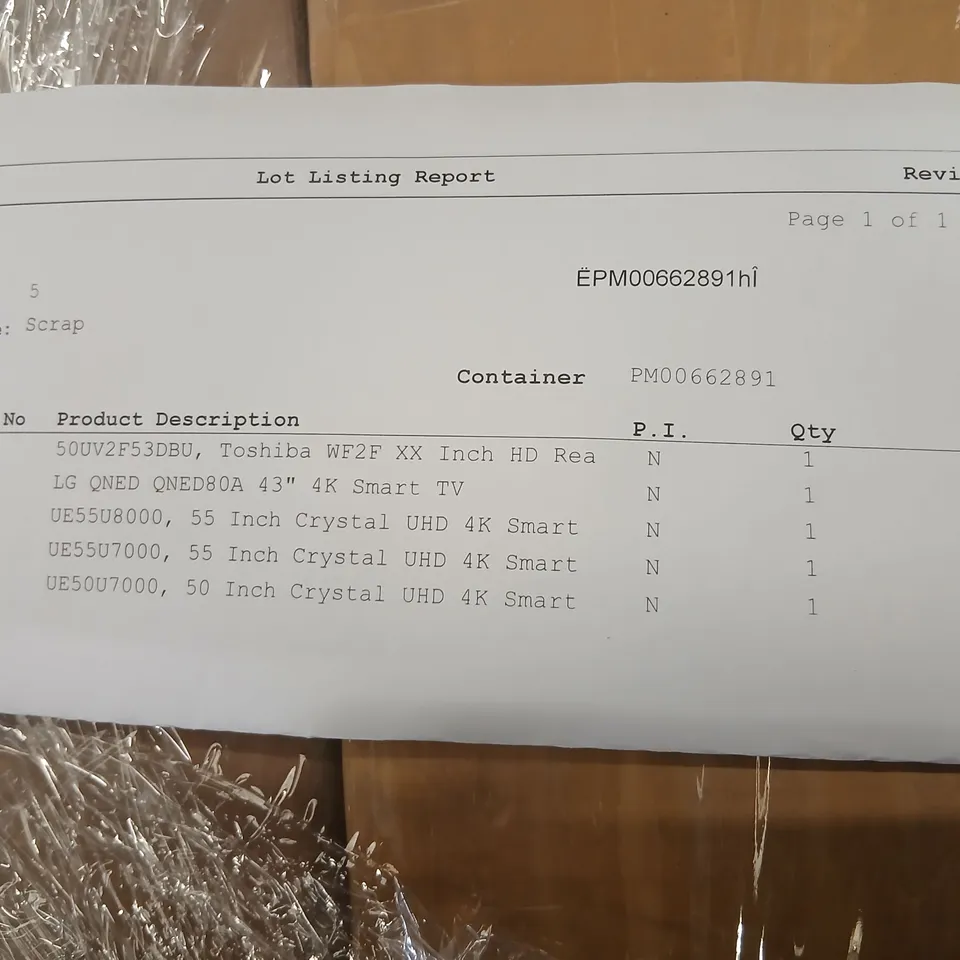 Lot Listing Report Revi
Page 1 of 1
5
ËPM00662891hÎ
e: Scrap
Container PM00662891
No Product Description P.I. Qty
50UV2F53DBU, Toshiba WF2F XX Inch HD Rea N 1
LG QNED QNED80A 43" 4K Smart TV N 1
UE55U8000, 55 Inch Crystal UHD 4K Smart N 1
UE55U7000, 55 Inch Crystal UHD 4K Smart N 1
UE50U7000, 50 Inch Crystal UHD 4K Smart N 1